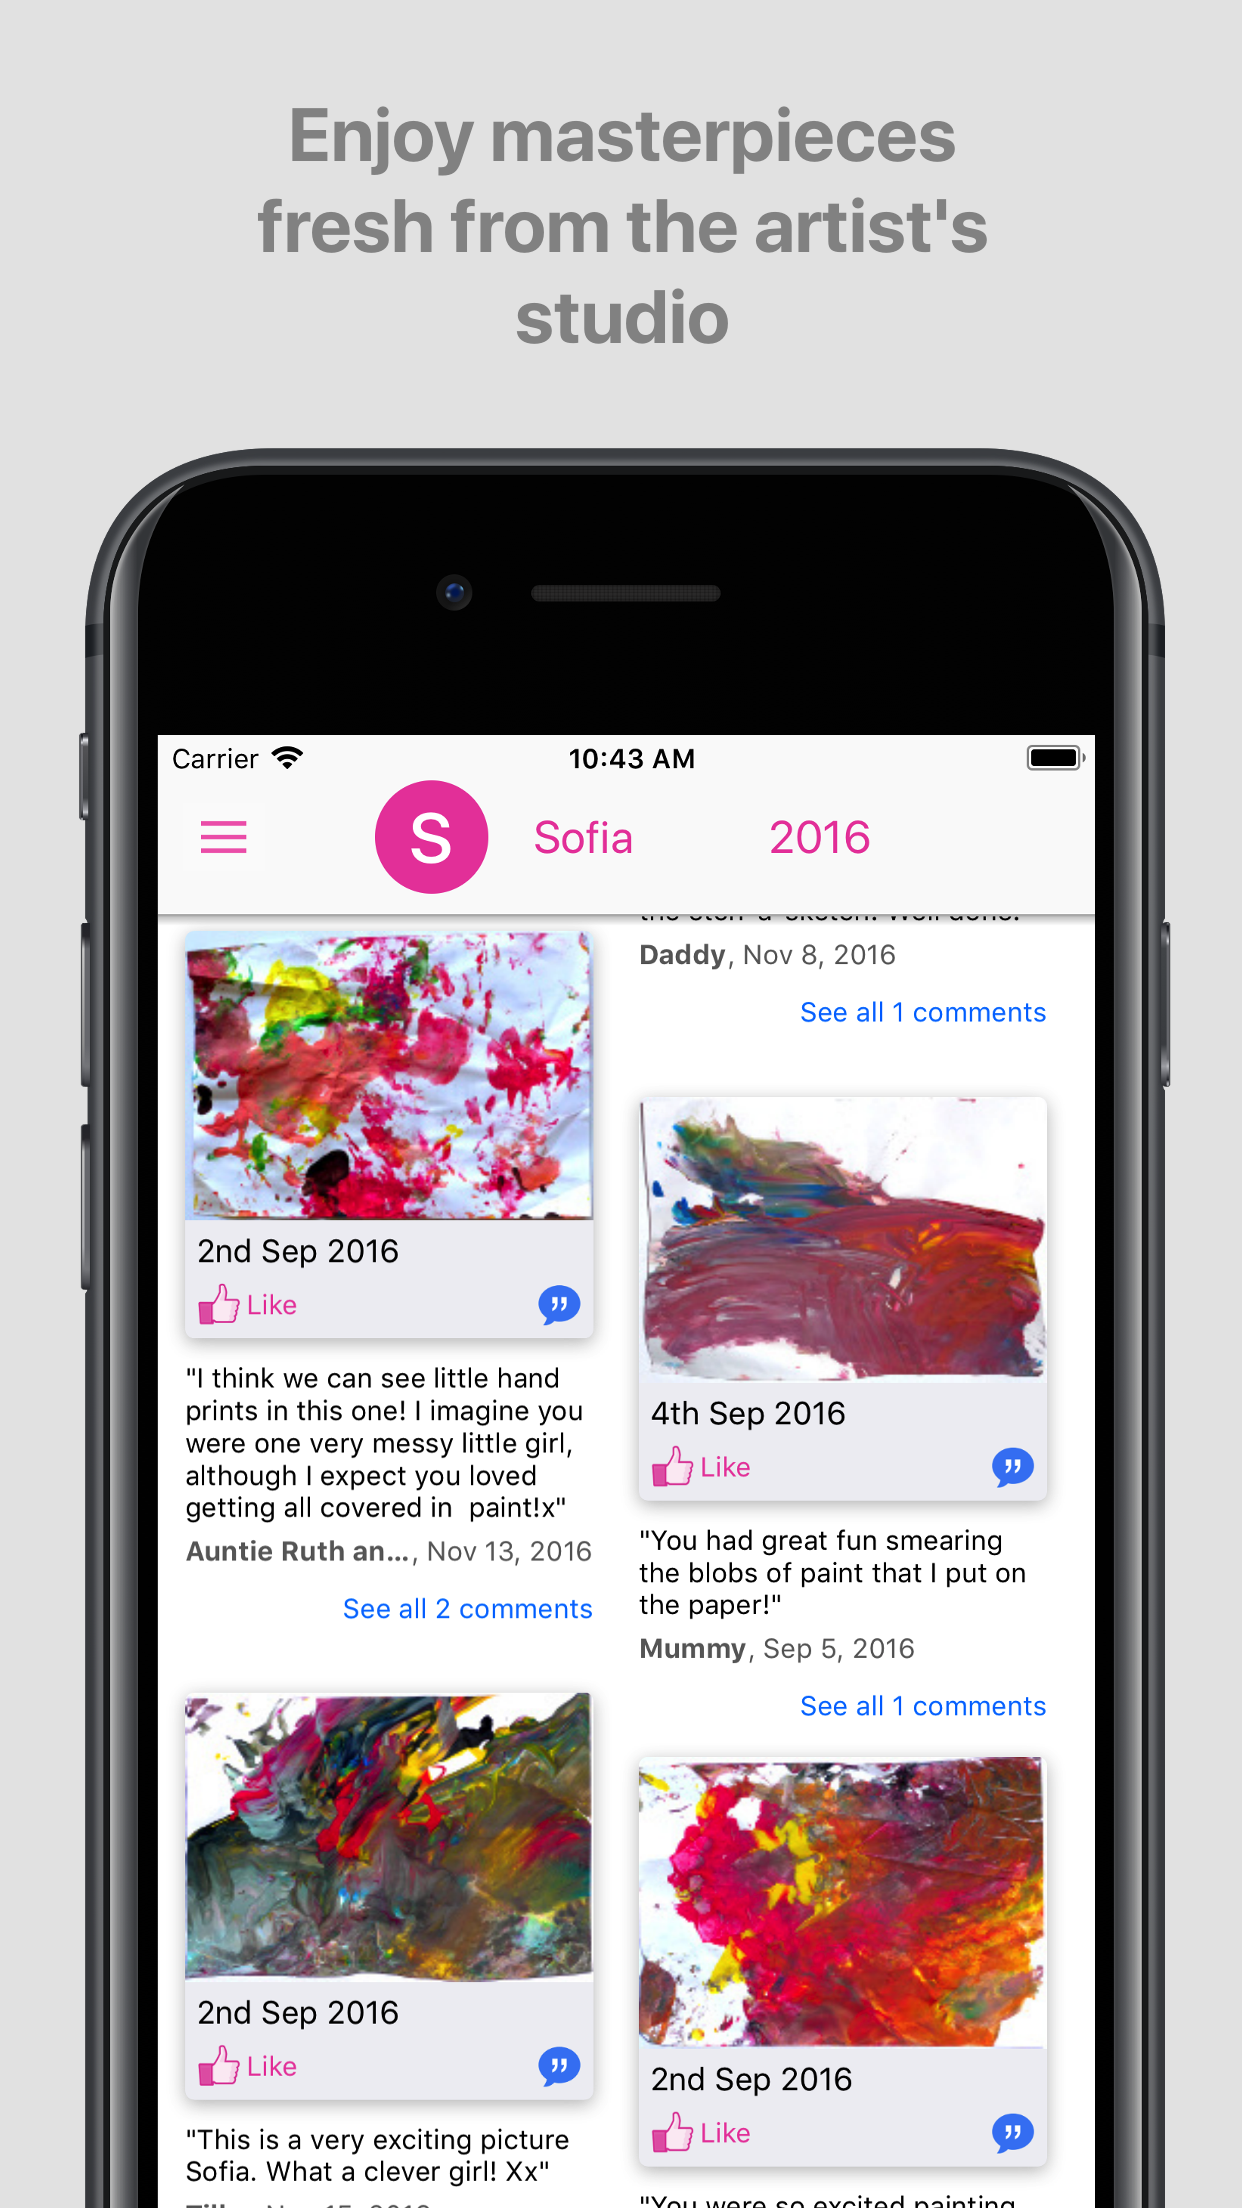 Enjoy masterpieces
fresh from the artist's
studio
Carrier
10:43 AM
S
Sofia
2016
2nd Sep 2016
Like
"I think we can see little hand
prints in this one! I imagine you
were one very messy little girl,
although I expect you loved
getting all covered in  paint!x"
Auntie Ruth an..., Nov 13, 2016
See all 2 comments
2nd Sep 2016
Like
"This is a very exciting picture
Sofia. What a clever girl! Xx"
Daddy, Nov 8, 2016
See all 1 comments
4th Sep 2016
Like
"You had great fun smearing
the blobs of paint that I put on
the paper!"
Mummy, Sep 5, 2016
See all 1 comments
2nd Sep 2016
Like
"You were so excited painting